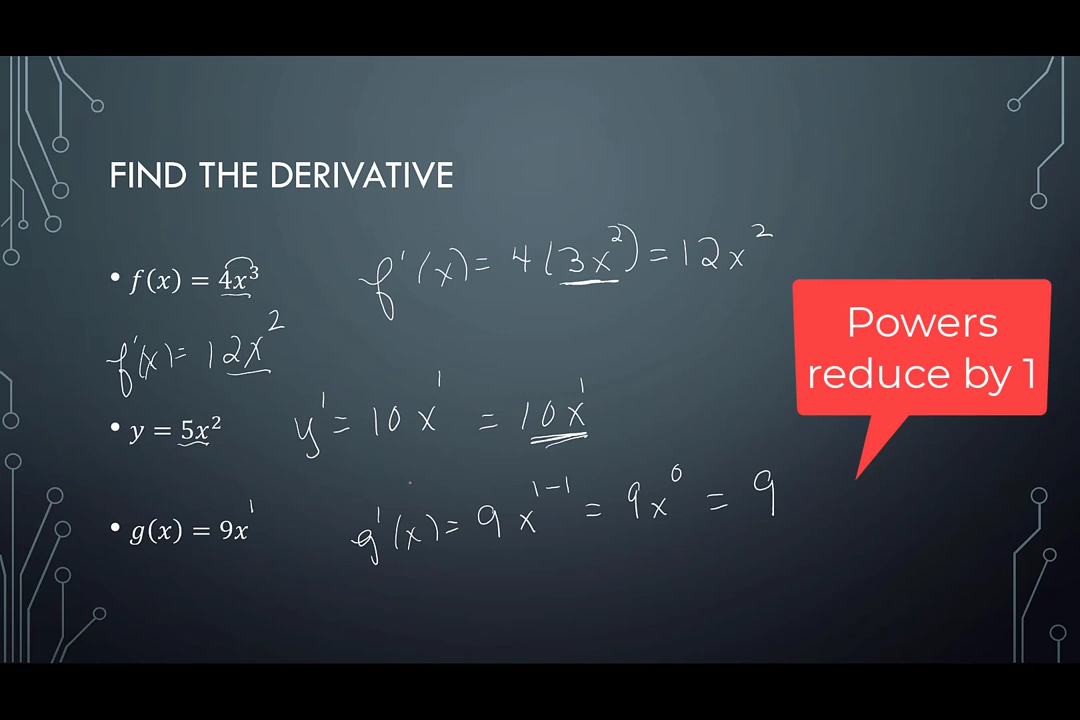 FIND THE DERIVATIVE
• f(x) = 4x³
f'(x) = 4(3x²) = 12x²
f'(x) = 12x²
Powers
reduce by 1
• y = 5x²
y' = 10x¹ = 10x¹
• g(x) = 9x¹
g'(x) = 9x¹⁻¹ = 9x⁰ = 9